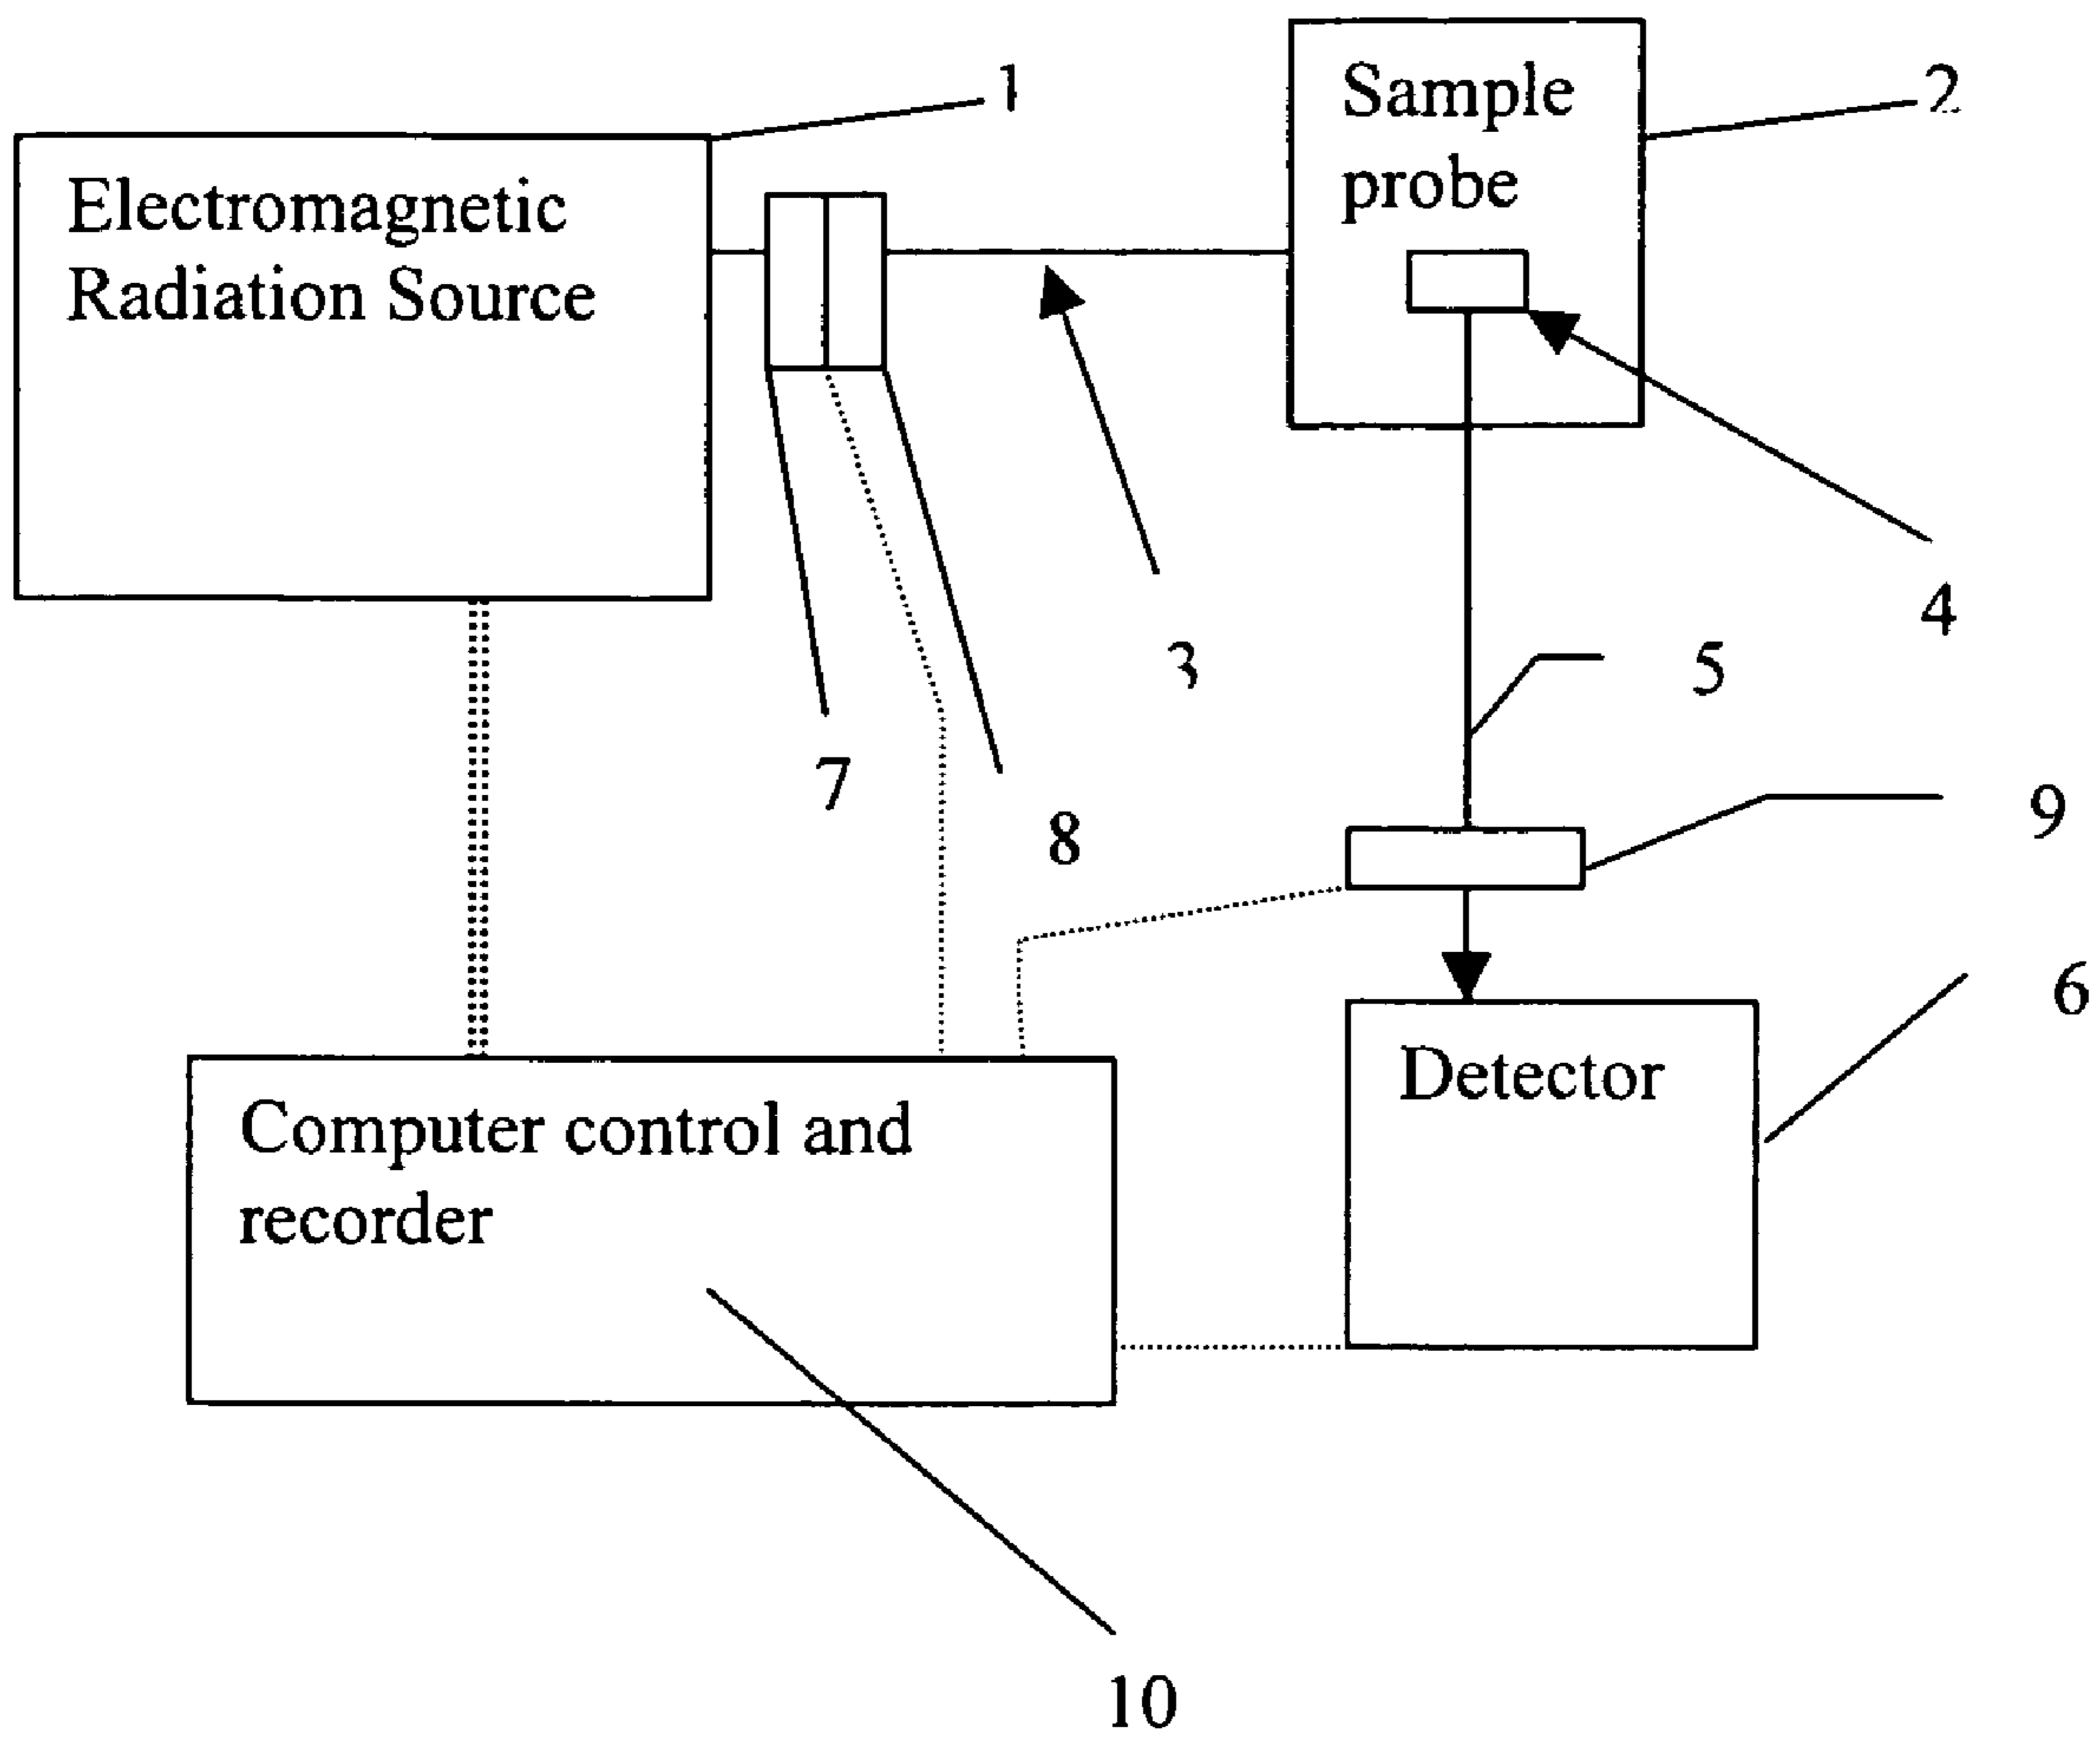 1
Sample
probe
2
Electromagnetic
Radiation Source
4
3
5
7
8
9
6
Detector
Computer control and
recorder
10